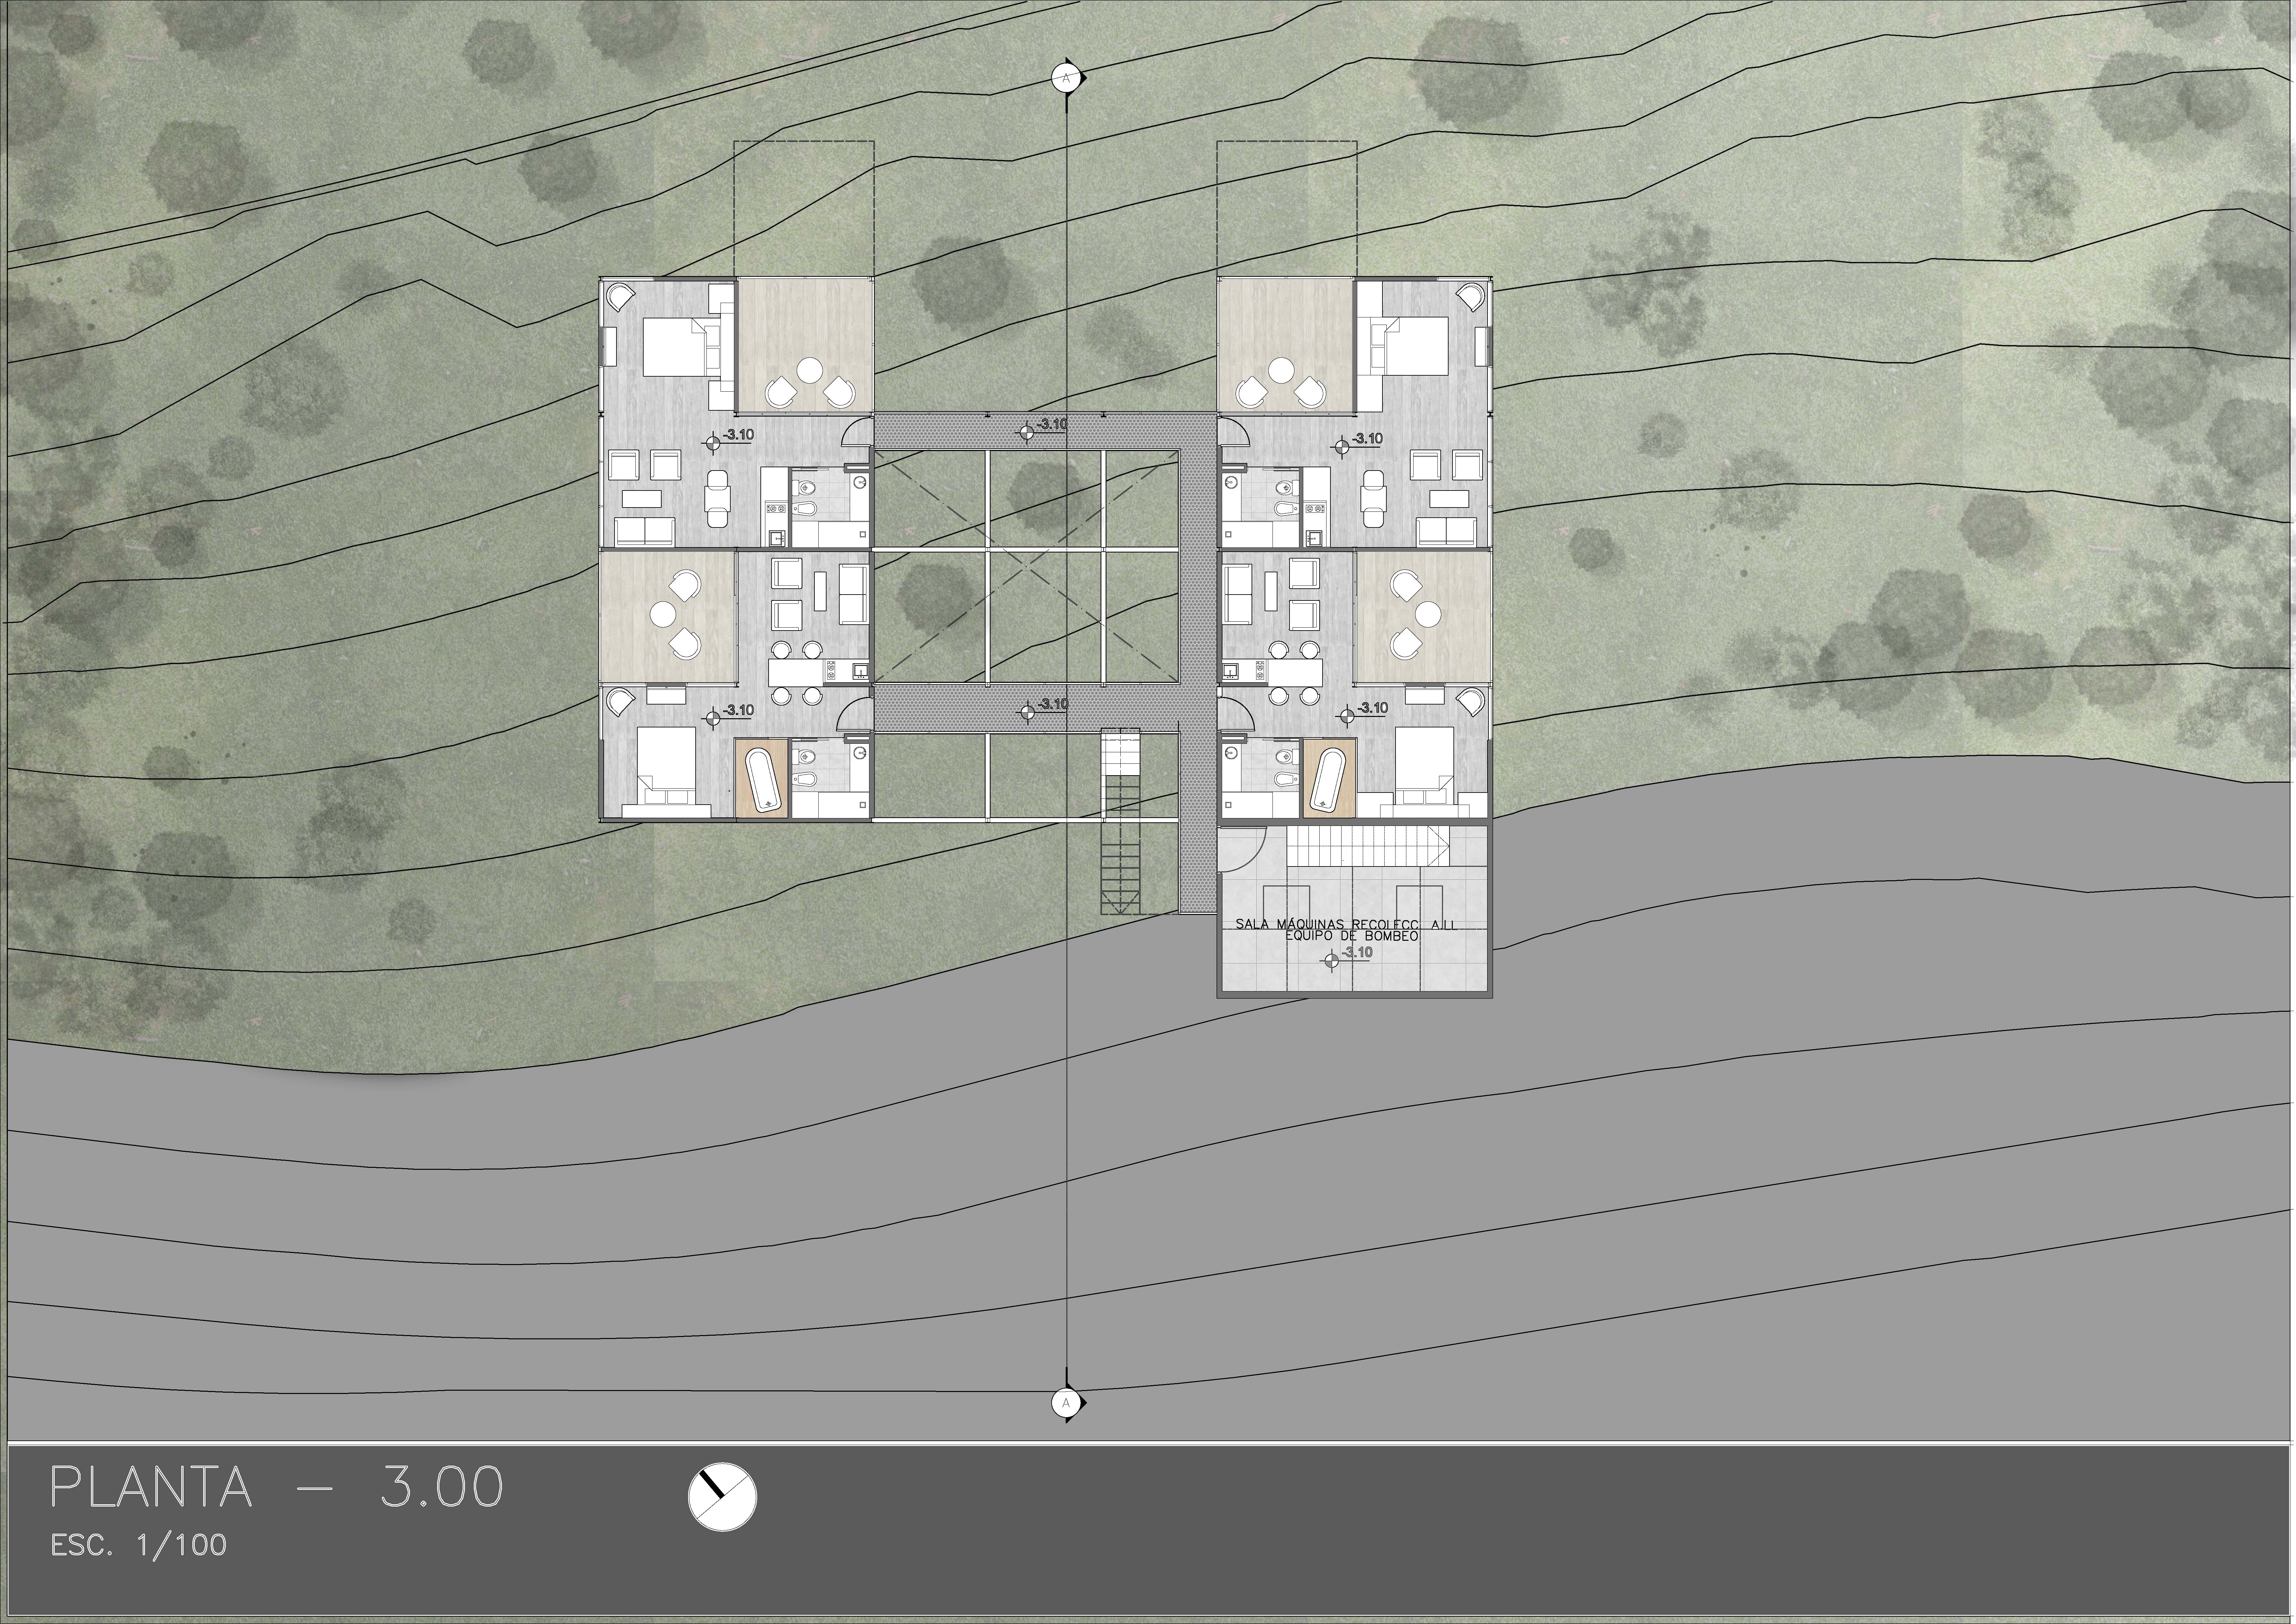 A
-3.10
-3.10
-3.10
-3.10
-3.10
-3.10
SALA MÁQUINAS RECOLECC. A.LL
EQUIPO DE BOMBEO
-3.10
A
PLANTA – 3.00
ESC. 1/100